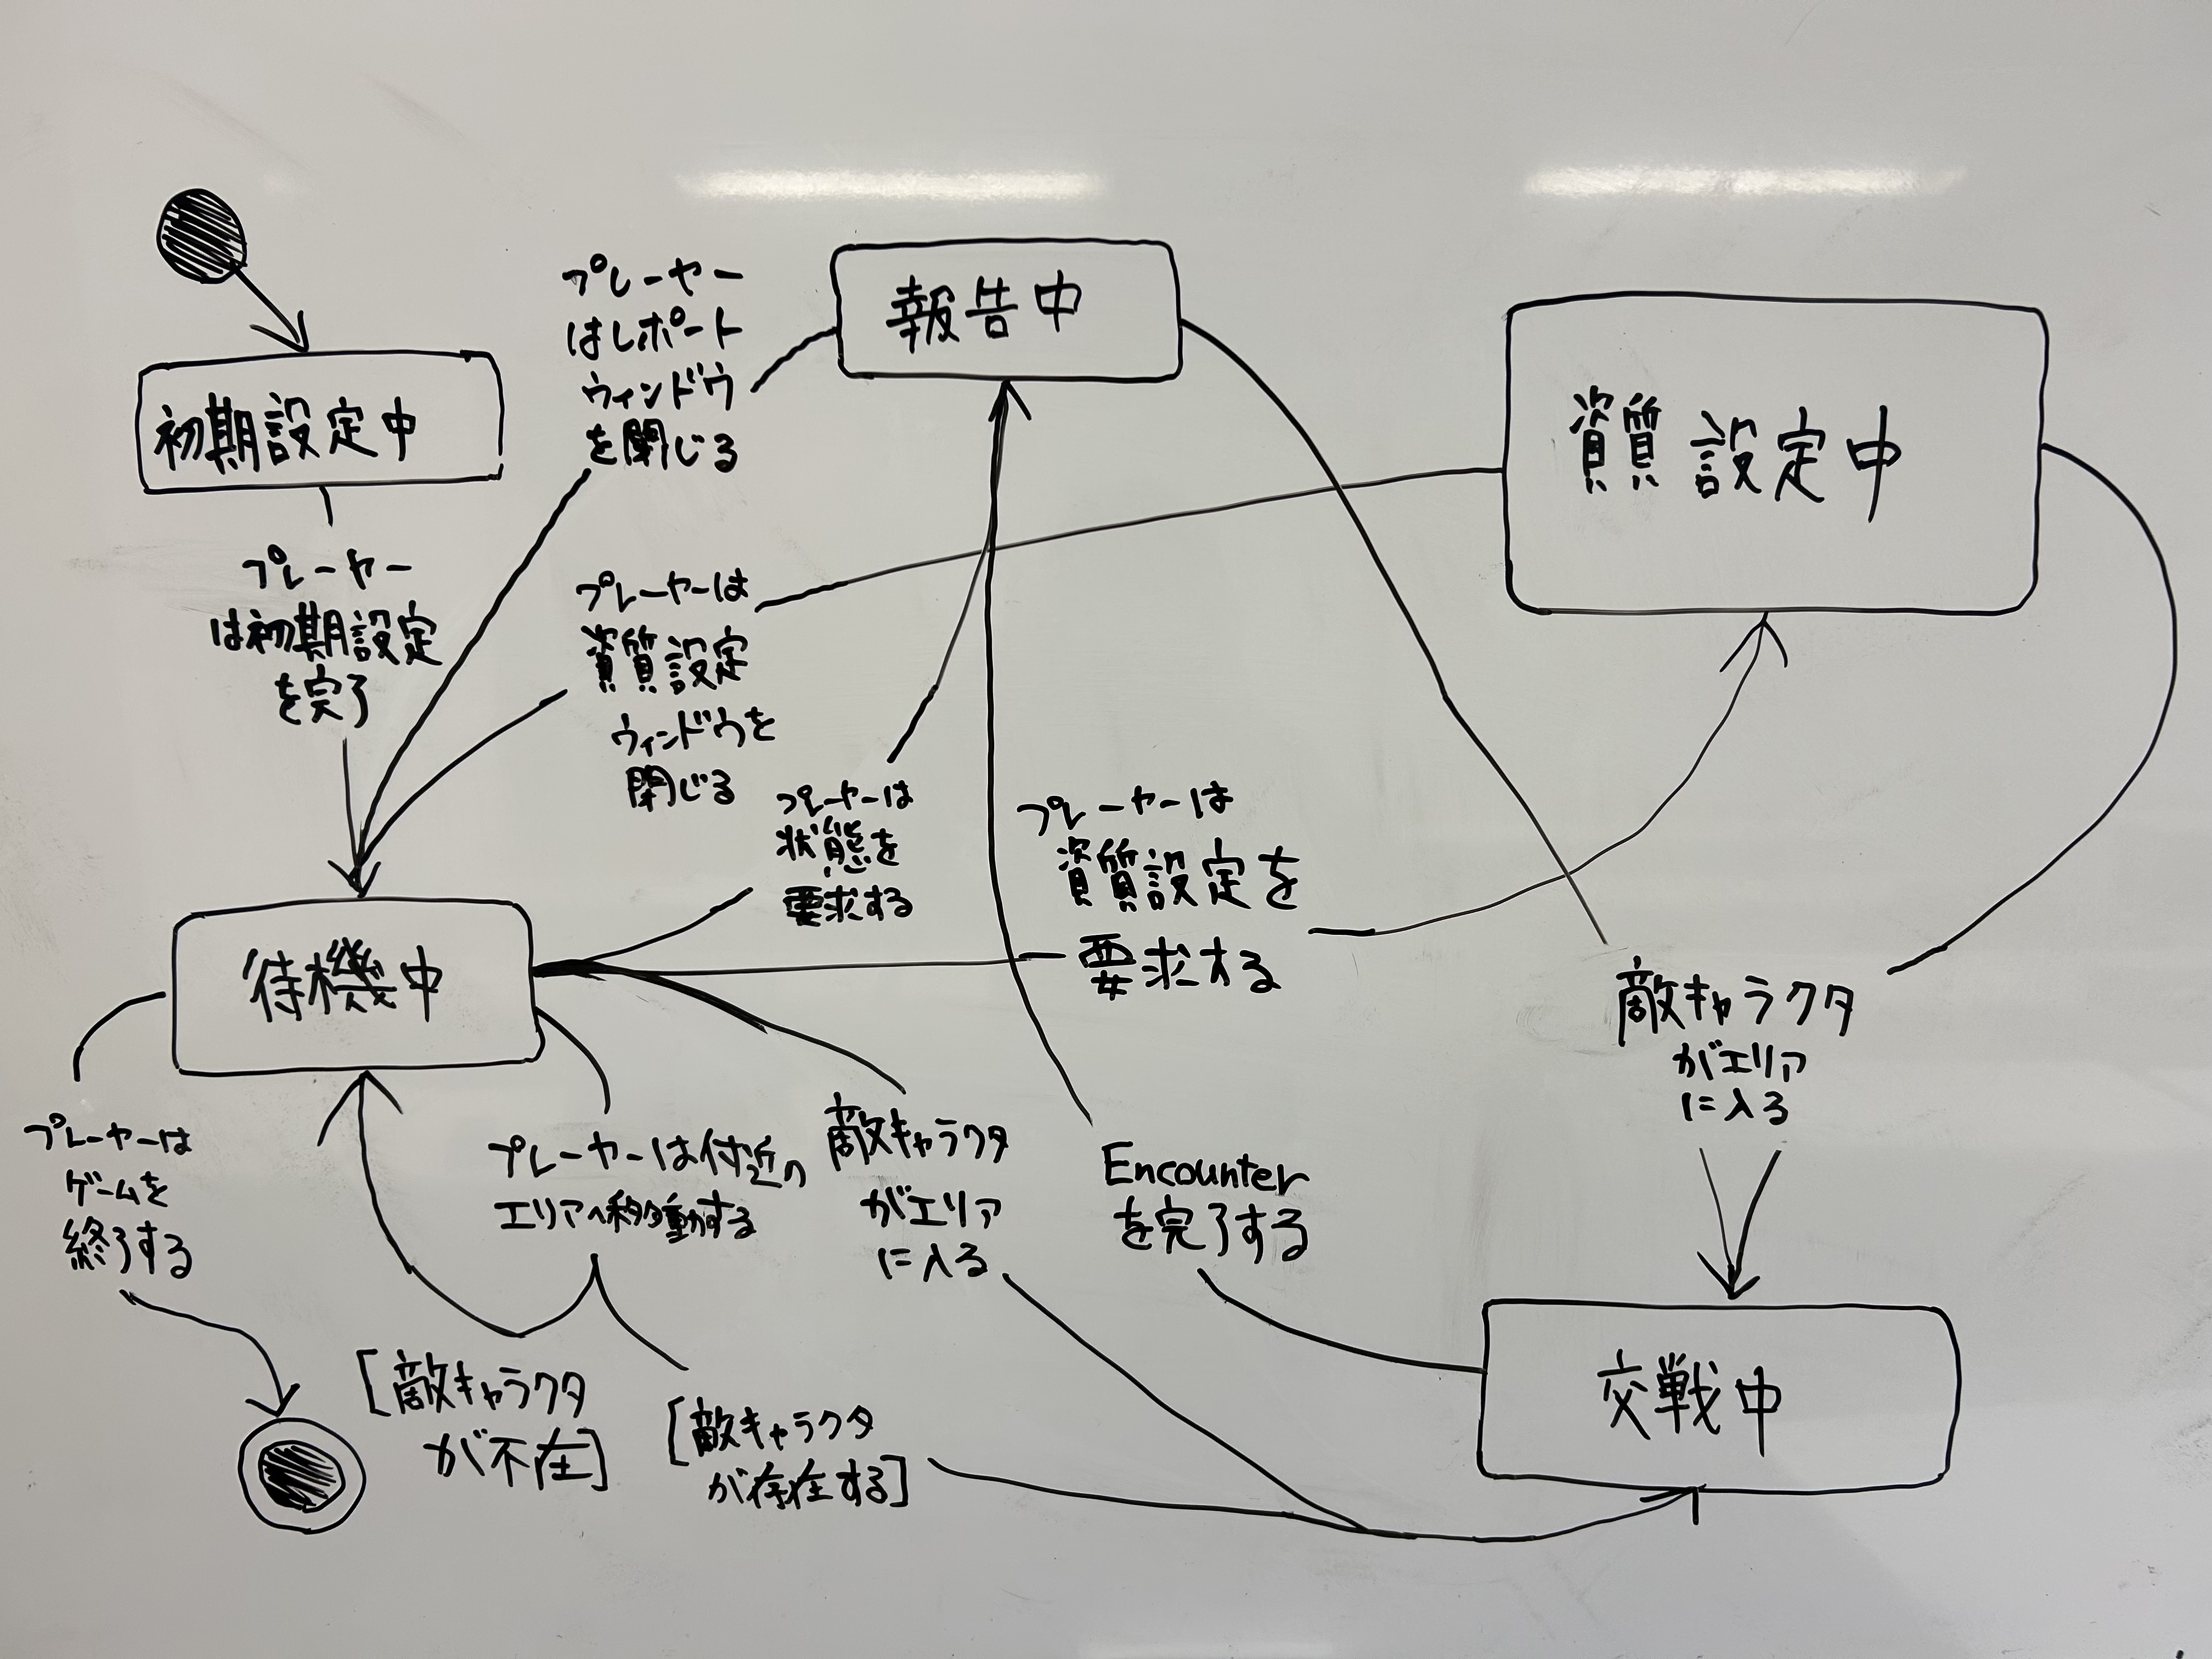 初期設定中
プレーヤー
は初期設定
を完了
プレーヤー
はレポート
ウィンドウ
を閉じる
報告中
資質設定中
プレーヤーは
資質設定
ウィンドウを
閉じる
プレーヤーは
状態を
要求する
プレーヤーは
資質設定を
要求する
待機中
プレーヤーは
ゲームを
終了する
プレーヤーは付近の
エリアへ移動する
敵キャラクタ
がエリア
に入る
Encounter
を完了する
敵キャラクタ
がエリア
に入る
[敵キャラクタ
が不在]
[敵キャラクタ
が存在する]
交戦中